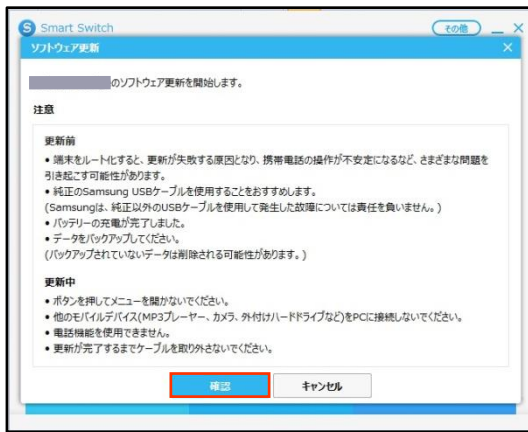 Smart Switch
その他
ソフトウェア更新
のソフトウェア更新を開始します。
注意
更新前
• 端末をルート化すると、更新が失敗する原因となり、携帯電話の操作が不安定になるなど、さまざまな問題を
引き起こす可能性があります。
• 純正のSamsung USBケーブルを使用することをおすすめします。
(Samsungは、純正以外のUSBケーブルを使用して発生した故障については責任を負いません。)
• バッテリーの充電が完了しました。
• データをバックアップしてください。
(バックアップされていないデータは削除される可能性があります。)
更新中
• ボタンを押してメニューを開かないでください。
• 他のモバイルデバイス(MP3プレーヤー、カメラ、外付けハードドライブなど)をPCに接続しないでください。
• 電話機能を使用できません。
• 更新が完了するまでケーブルを取り外さないでください。
確認
キャンセル